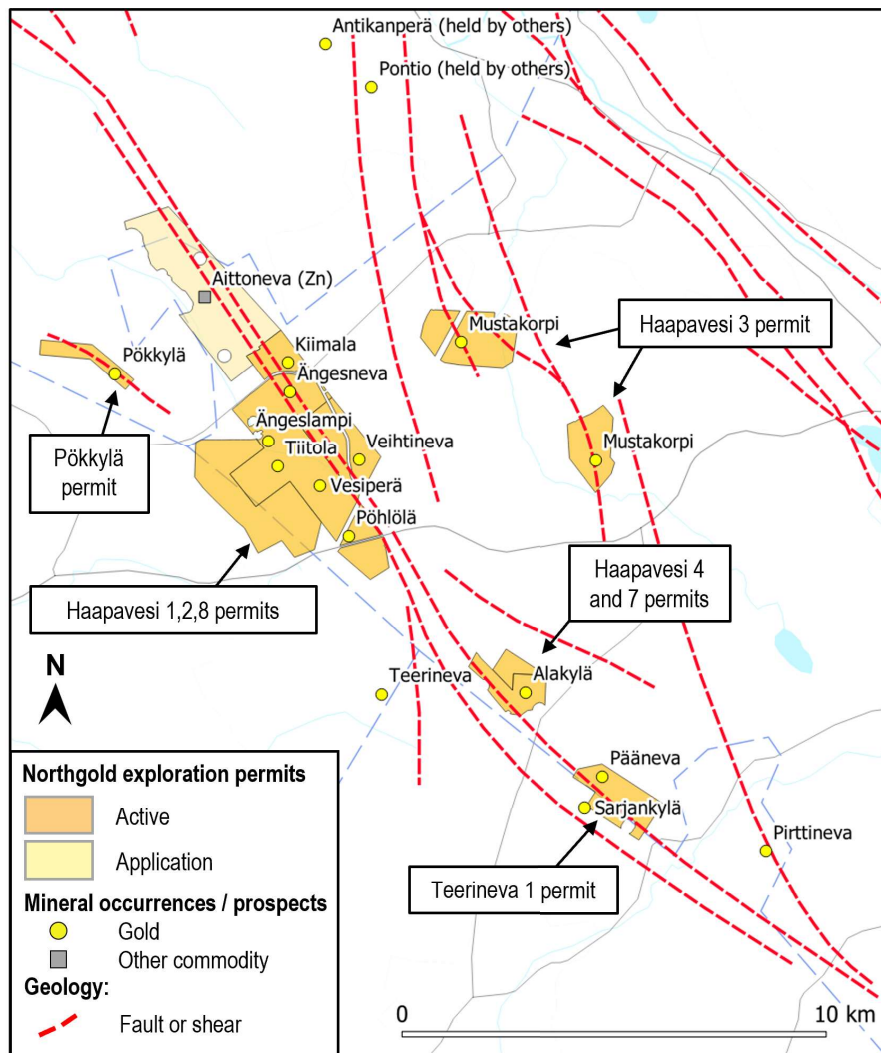 Antikanperä (held by others)
Pontio (held by others)
Aittoneva (Zn)
Mustakorpi
Haapavesi 3 permit
Kiimala
Pökkylä
Ängesneva
Ängeslampi
Tiitola
Veihtineva
Mustakorpi
Pökkylä
permit
Vesiperä
Pöhlölä
Haapavesi 4
and 7 permits
Haapavesi 1,2,8 permits
N
Teerineva
Alakylä
Pääneva
Sarjankylä
Pirttineva
Teerineva 1 permit
Northgold exploration permits
Active
Application
Mineral occurrences / prospects
Gold
Other commodity
Geology:
Fault or shear
0
10 km